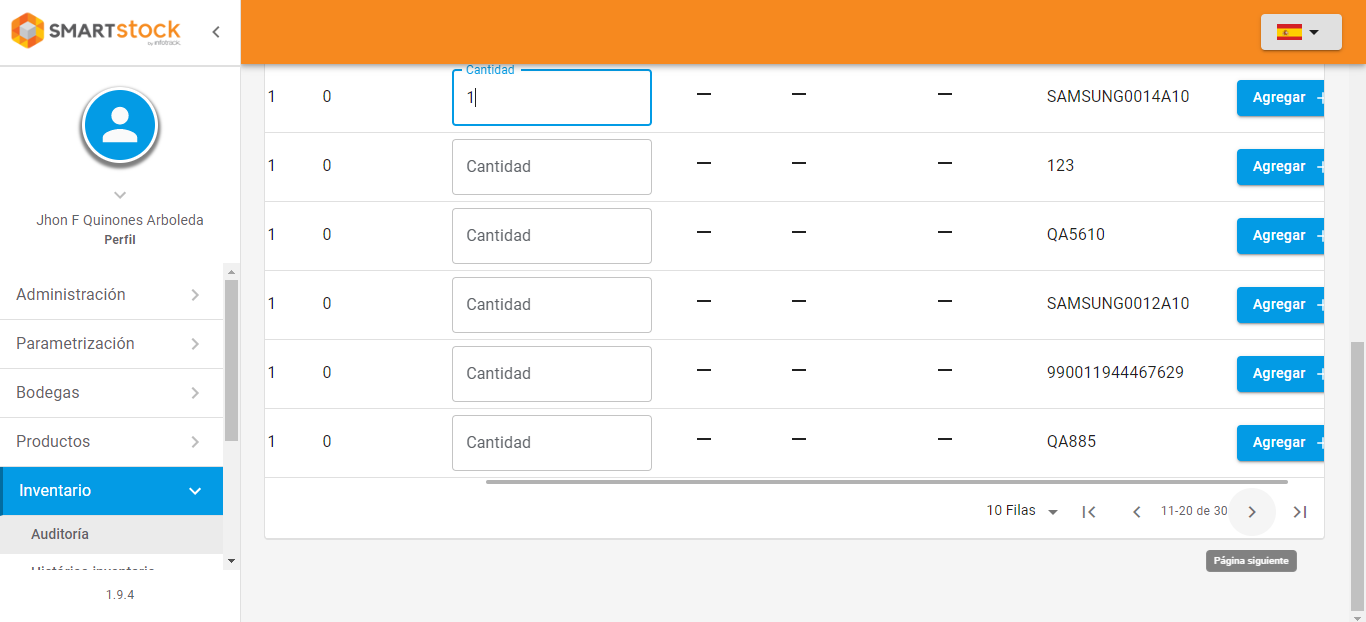 SMARTstock
by infotrack.
Jhon F Quinones Arboleda
Perfil
Administración
Parametrización
Bodegas
Productos
Inventario
Auditoría
Histórico inventario
1.9.4
Cantidad
1 0 1 — — — SAMSUNG0014A10 Agregar +
1 0 Cantidad — — — 123 Agregar +
1 0 Cantidad — — — QA5610 Agregar +
1 0 Cantidad — — — SAMSUNG0012A10 Agregar +
1 0 Cantidad — — — 990011944467629 Agregar +
1 0 Cantidad — — — QA885 Agregar +
10 Filas 11-20 de 30
Página siguiente